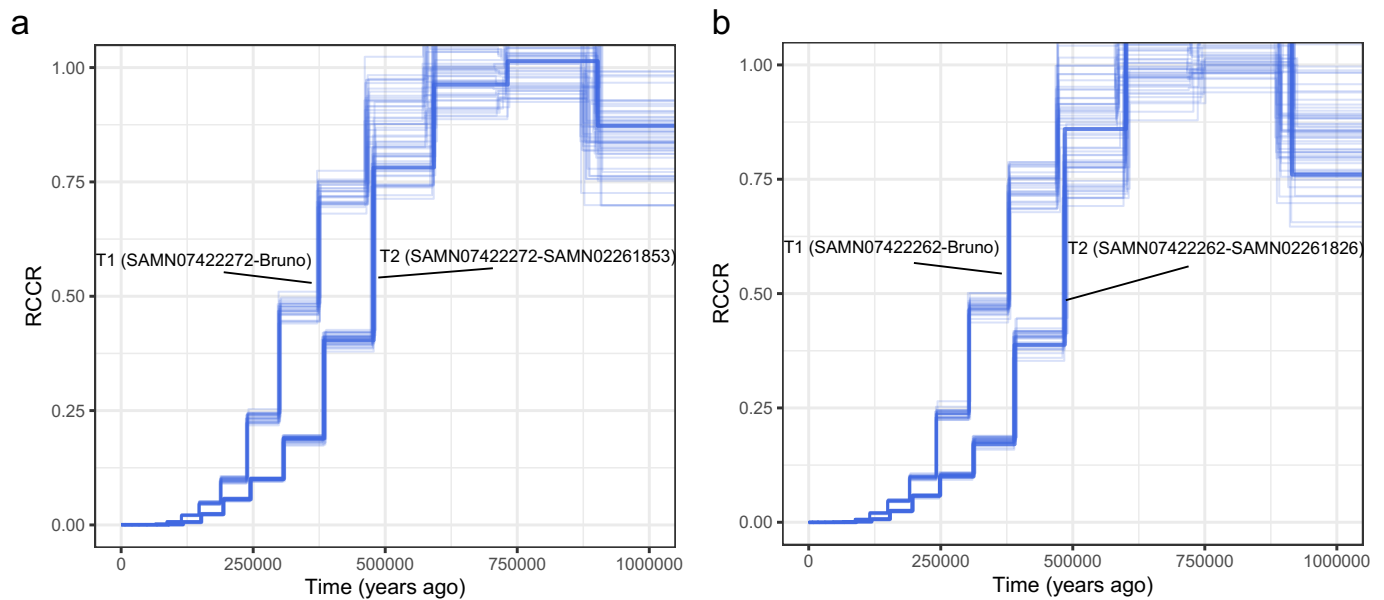 a
1.00
0.75
0.50
0.25
0.00
RCCR
T1 (SAMN07422272-Bruno)
T2 (SAMN07422272-SAMN02261853)
0
250000
500000
750000
1000000
Time (years ago)
b
1.00
0.75
0.50
0.25
0.00
RCCR
T1 (SAMN07422262-Bruno)
T2 (SAMN07422262-SAMN02261826)
0
250000
500000
750000
1000000
Time (years ago)